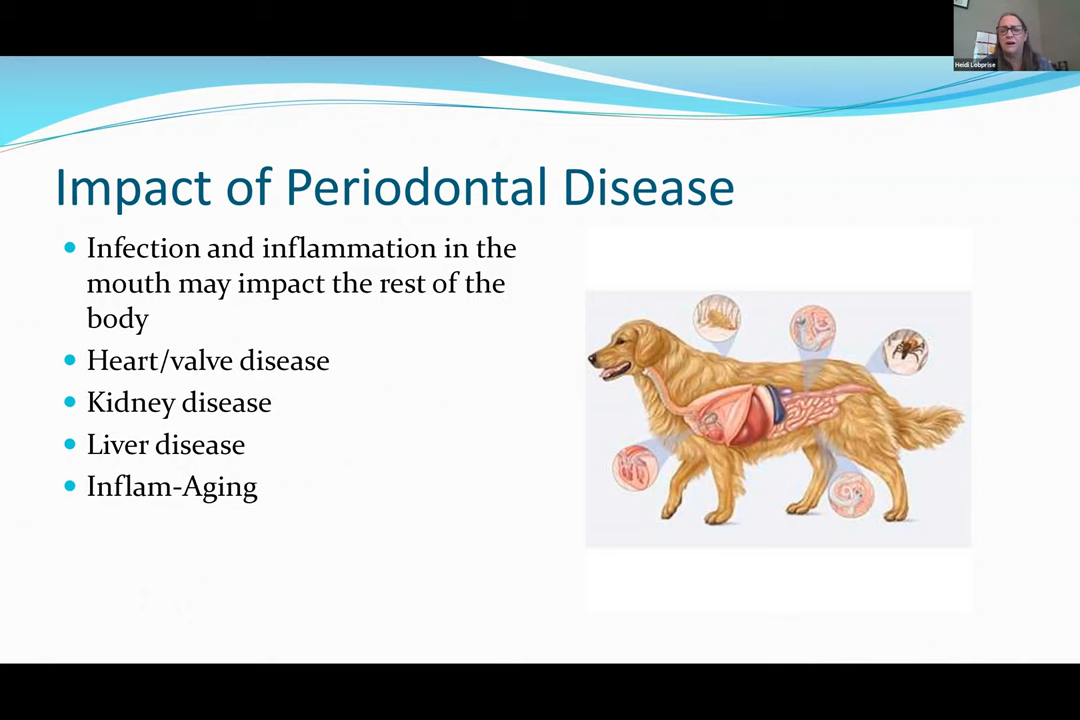 Heidi Lobprise
Impact of Periodontal Disease
Infection and inflammation in the
mouth may impact the rest of the
body
Heart/valve disease
Kidney disease
Liver disease
Inflam-Aging